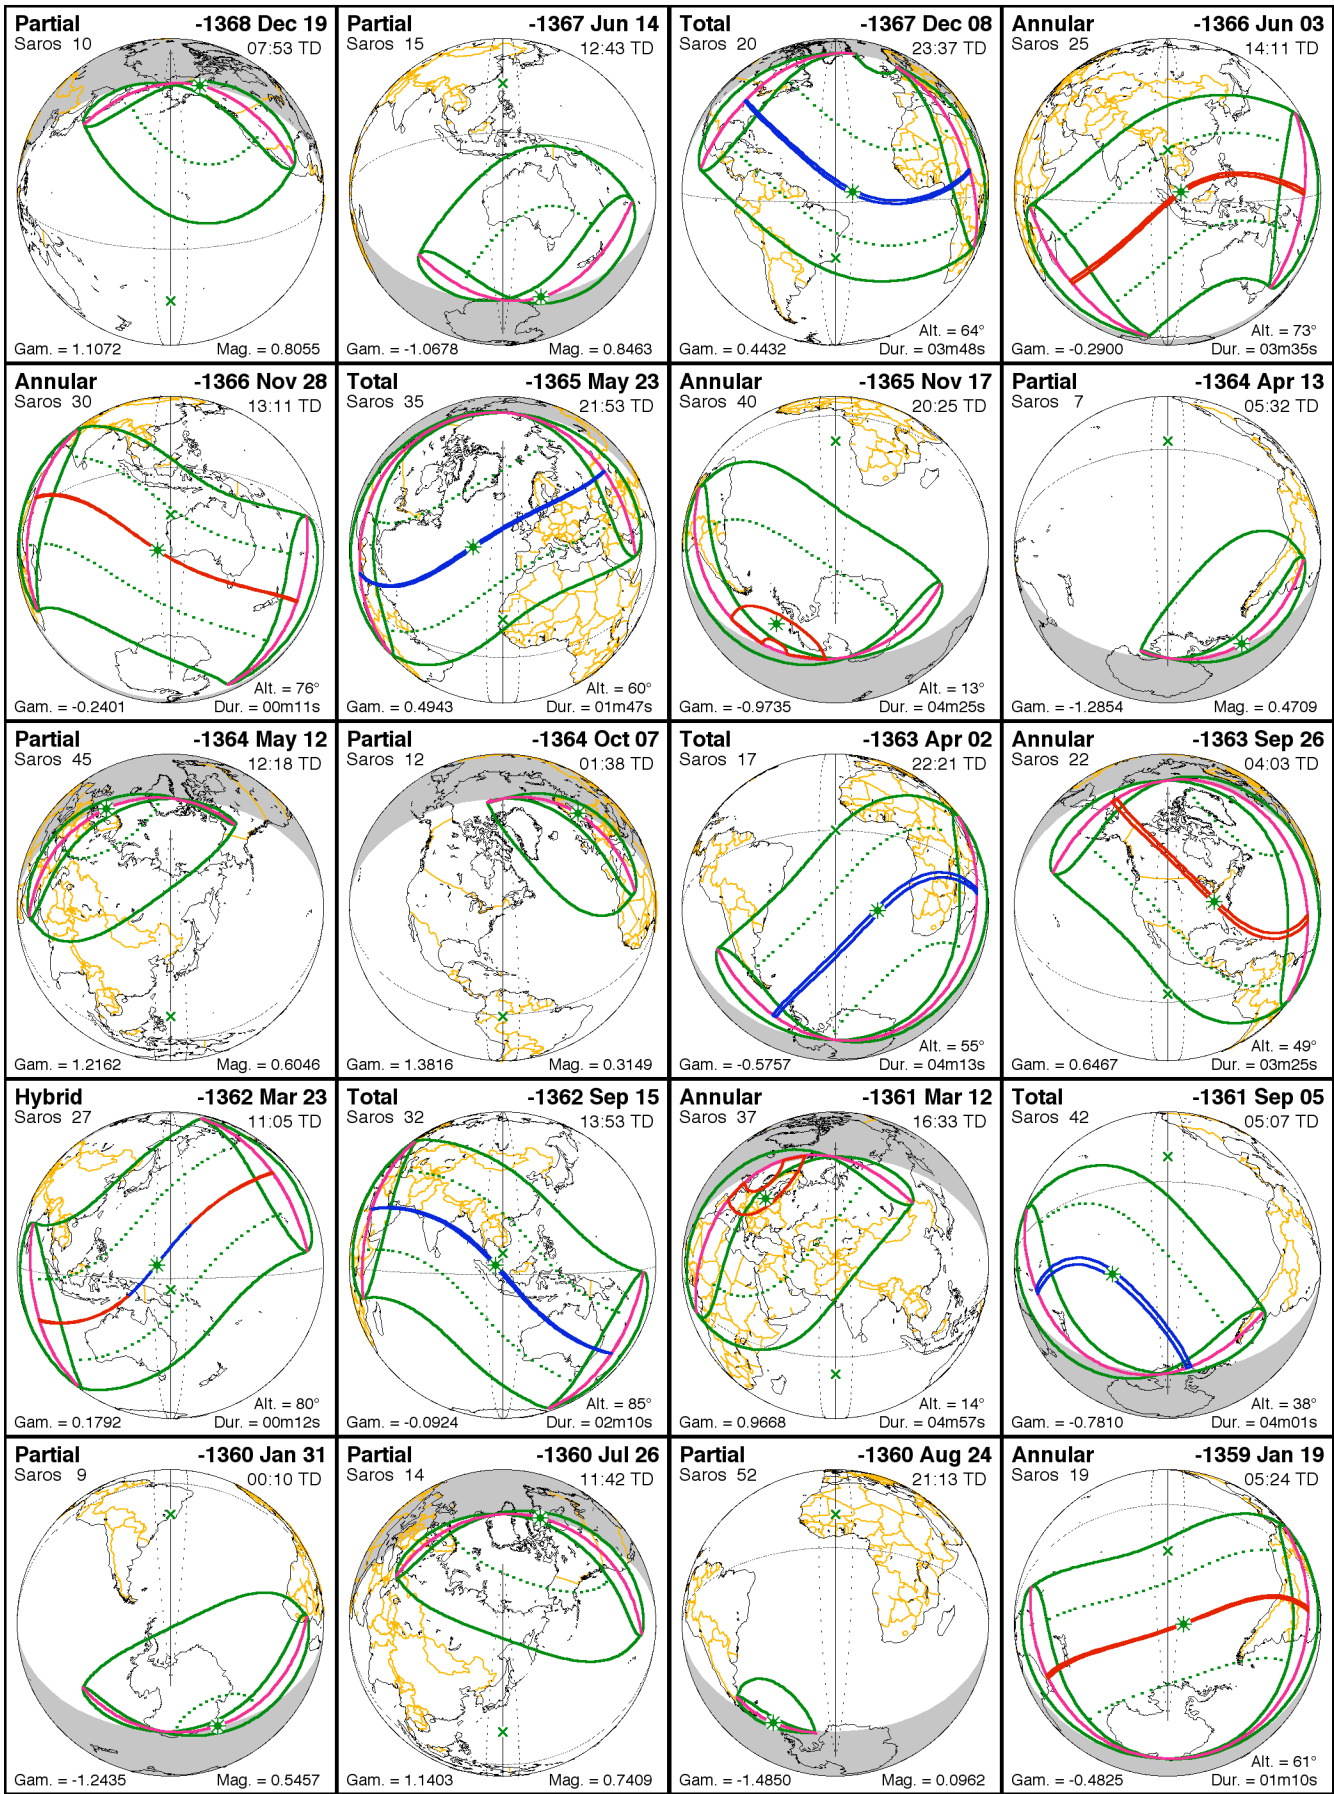 Partial -1368 Dec 19
Saros 10 07:53 TD
Gam. = 1.1072 Mag. = 0.8055
Partial -1367 Jun 14
Saros 15 12:43 TD
Gam. = -1.0678 Mag. = 0.8463
Total -1367 Dec 08
Saros 20 23:37 TD
Alt. = 64°
Gam. = 0.4432 Dur. = 03m48s
Annular -1366 Jun 03
Saros 25 14:11 TD
Alt. = 73°
Gam. = -0.2900 Dur. = 03m35s
Annular -1366 Nov 28
Saros 30 13:11 TD
Alt. = 76°
Gam. = -0.2401 Dur. = 00m11s
Total -1365 May 23
Saros 35 21:53 TD
Alt. = 60°
Gam. = 0.4943 Dur. = 01m47s
Annular -1365 Nov 17
Saros 40 20:25 TD
Alt. = 13°
Gam. = -0.9735 Dur. = 04m25s
Partial -1364 Apr 13
Saros 7 05:32 TD
Gam. = -1.2854 Mag. = 0.4709
Partial -1364 May 12
Saros 45 12:18 TD
Gam. = 1.2162 Mag. = 0.6046
Partial -1364 Oct 07
Saros 12 01:38 TD
Gam. = 1.3816 Mag. = 0.3149
Total -1363 Apr 02
Saros 17 22:21 TD
Alt. = 55°
Gam. = -0.5757 Dur. = 04m13s
Annular -1363 Sep 26
Saros 22 04:03 TD
Alt. = 49°
Gam. = 0.6467 Dur. = 03m25s
Hybrid -1362 Mar 23
Saros 27 11:05 TD
Alt. = 80°
Gam. = 0.1792 Dur. = 00m12s
Total -1362 Sep 15
Saros 32 13:53 TD
Alt. = 85°
Gam. = -0.0924 Dur. = 02m10s
Annular -1361 Mar 12
Saros 37 16:33 TD
Alt. = 14°
Gam. = 0.9668 Dur. = 04m57s
Total -1361 Sep 05
Saros 42 05:07 TD
Alt. = 38°
Gam. = -0.7810 Dur. = 04m01s
Partial -1360 Jan 31
Saros 9 00:10 TD
Gam. = -1.2435 Mag. = 0.5457
Partial -1360 Jul 26
Saros 14 11:42 TD
Gam. = 1.1403 Mag. = 0.7409
Partial -1360 Aug 24
Saros 52 21:13 TD
Gam. = -1.4850 Mag. = 0.0962
Annular -1359 Jan 19
Saros 19 05:24 TD
Alt. = 61°
Gam. = -0.4825 Dur. = 01m10s